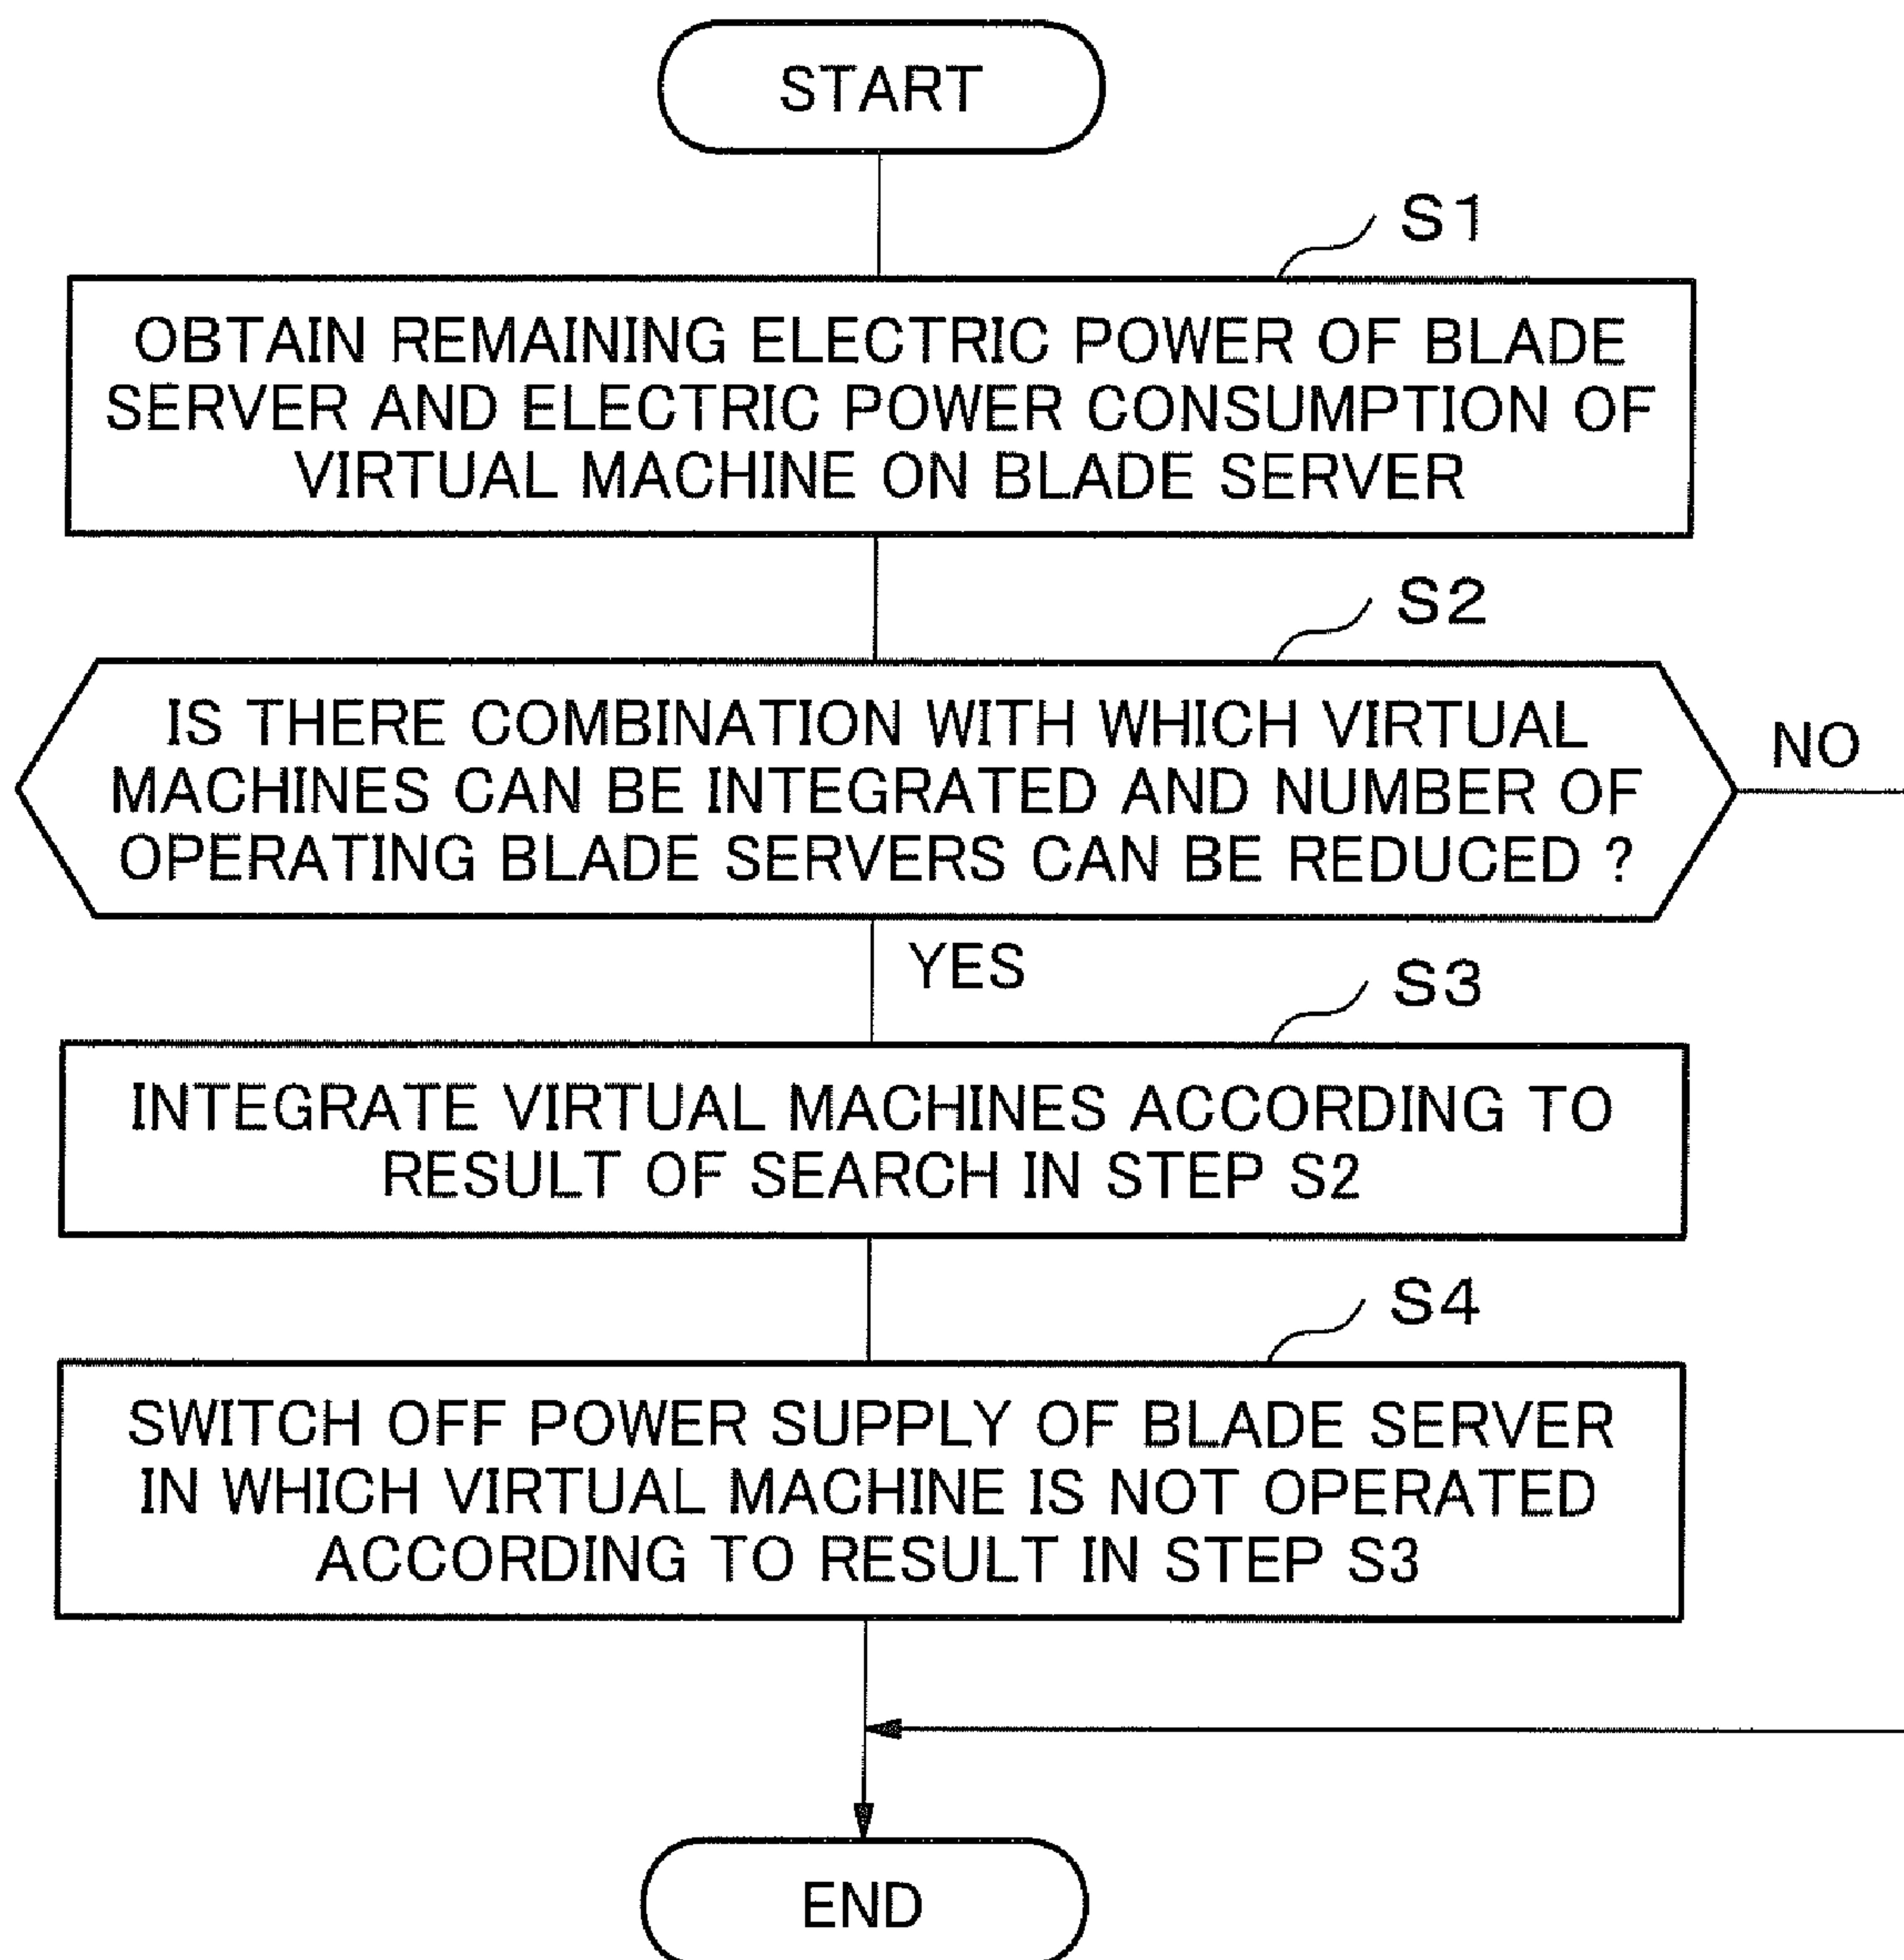 START
S1
OBTAIN REMAINING ELECTRIC POWER OF BLADE
SERVER AND ELECTRIC POWER CONSUMPTION OF
VIRTUAL MACHINE ON BLADE SERVER
S2
IS THERE COMBINATION WITH WHICH VIRTUAL
MACHINES CAN BE INTEGRATED AND NUMBER OF
OPERATING BLADE SERVERS CAN BE REDUCED ?
NO
YES
S3
INTEGRATE VIRTUAL MACHINES ACCORDING TO
RESULT OF SEARCH IN STEP S2
S4
SWITCH OFF POWER SUPPLY OF BLADE SERVER
IN WHICH VIRTUAL MACHINE IS NOT OPERATED
ACCORDING TO RESULT IN STEP S3
END